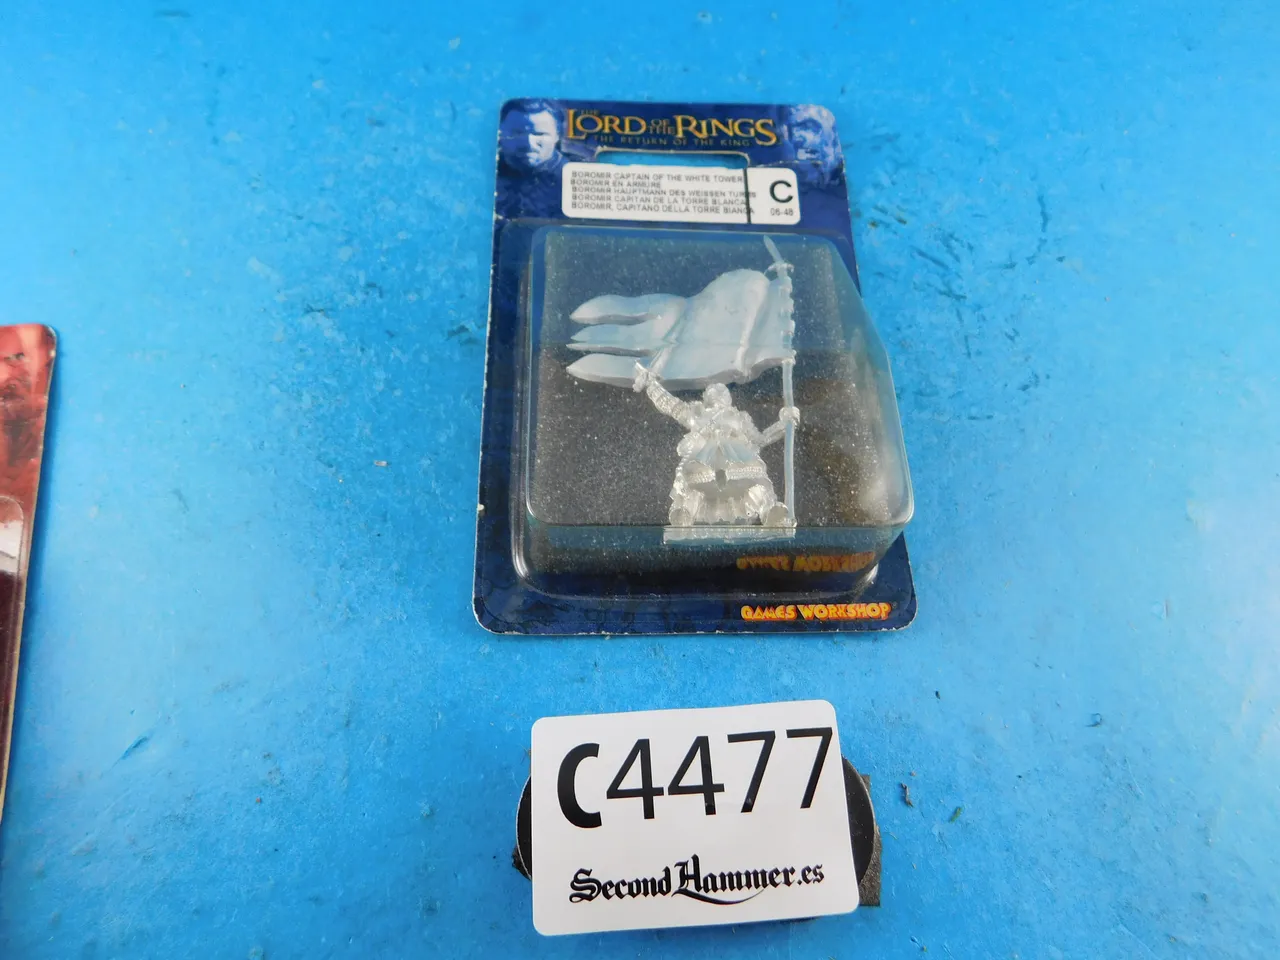 THE
LORD OF THE RINGS
THE RETURN OF THE KING
BOROMIR CAPTAIN OF THE WHITE TOWER
BOROMIR EN ARMURE
BOROMIR HAUPTMANN DES WEISSEN TURMS
BOROMIR CAPITAN DE LA TORRE BLANCA
BOROMIR, CAPITANO DELLA TORRE BIANCA
C
06-48
GAMES WORKSHOP
C4477
SecondHammer.es